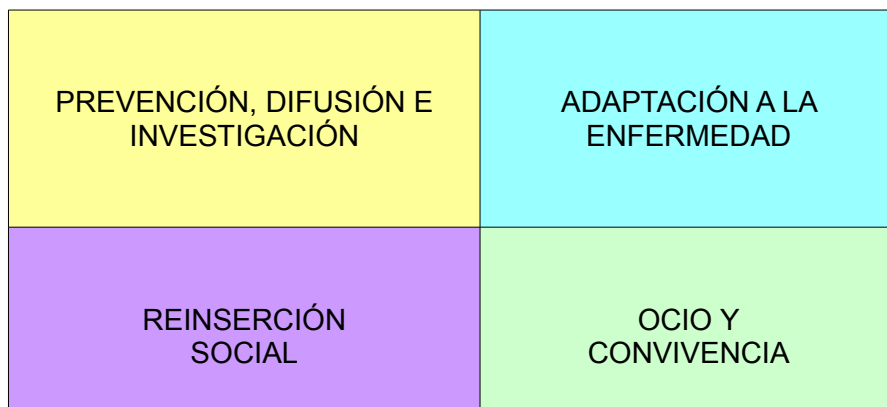 PREVENCIÓN, DIFUSIÓN E
INVESTIGACIÓN
ADAPTACIÓN A LA
ENFERMEDAD
REINSERCIÓN
SOCIAL
OCIO Y
CONVIVENCIA